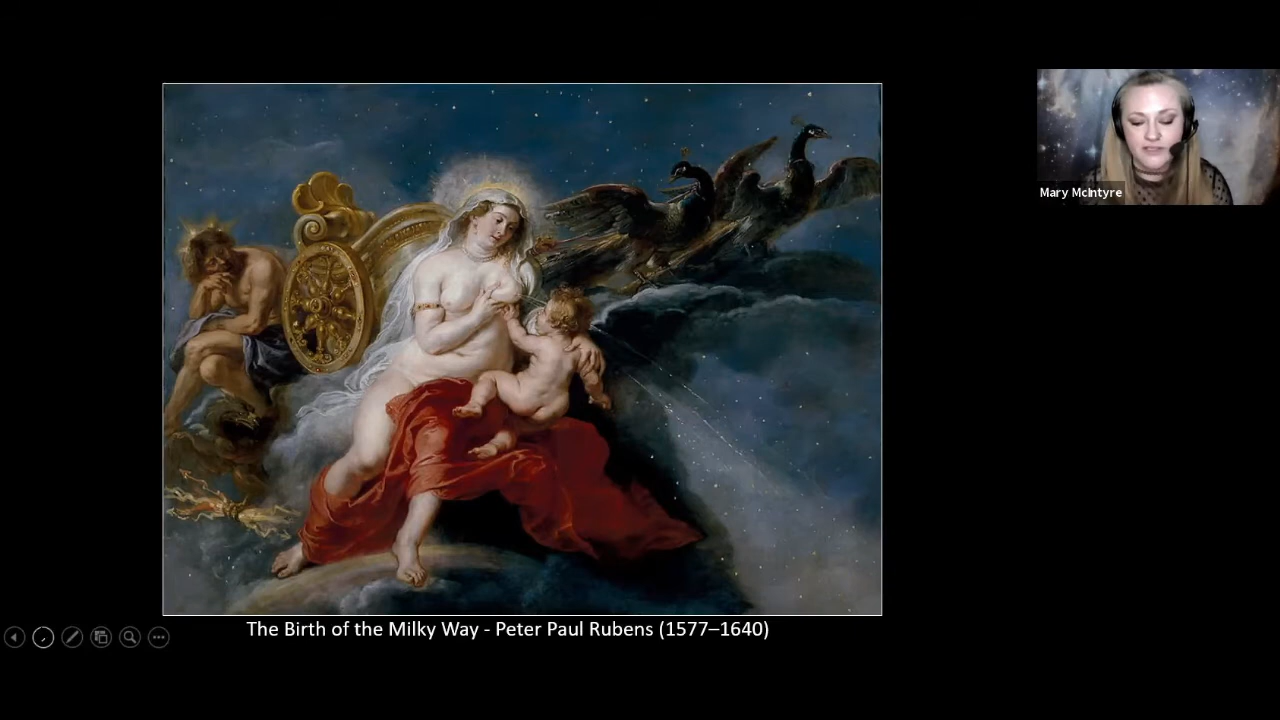 Mary McIntyre
The Birth of the Milky Way - Peter Paul Rubens (1577–1640)